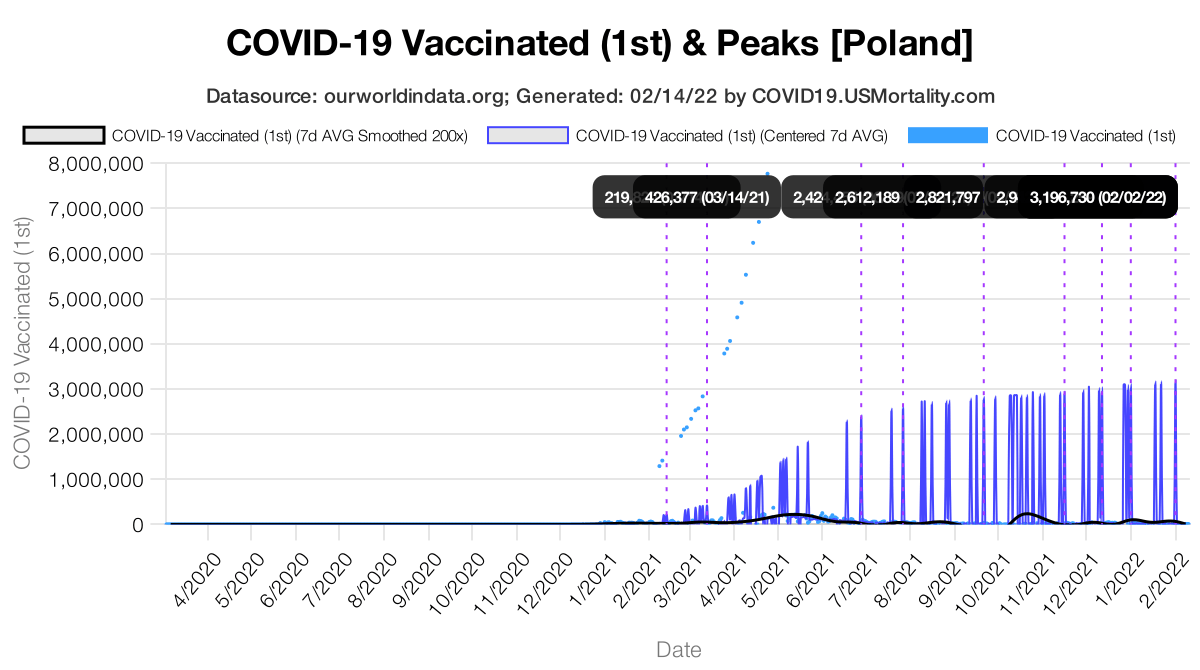 COVID-19 Vaccinated (1st) & Peaks [Poland]
Datasource: ourworldindata.org; Generated: 02/14/22 by COVID19.USMortality.com
COVID-19 Vaccinated (1st) (7d AVG Smoothed 200x) COVID-19 Vaccinated (1st) (Centered 7d AVG) COVID-19 Vaccinated (1st)
8,000,000
7,000,000
6,000,000
5,000,000
4,000,000
3,000,000
2,000,000
1,000,000
0
COVID-19 Vaccinated (1st)
426,377 (03/14/21) 2,612,189 2,821,797 3,196,730 (02/02/22)
4/2020 5/2020 6/2020 7/2020 8/2020 9/2020 10/2020 11/2020 12/2020 1/2021 2/2021 3/2021 4/2021 5/2021 6/2021 7/2021 8/2021 9/2021 10/2021 11/2021 12/2021 1/2022 2/2022
Date